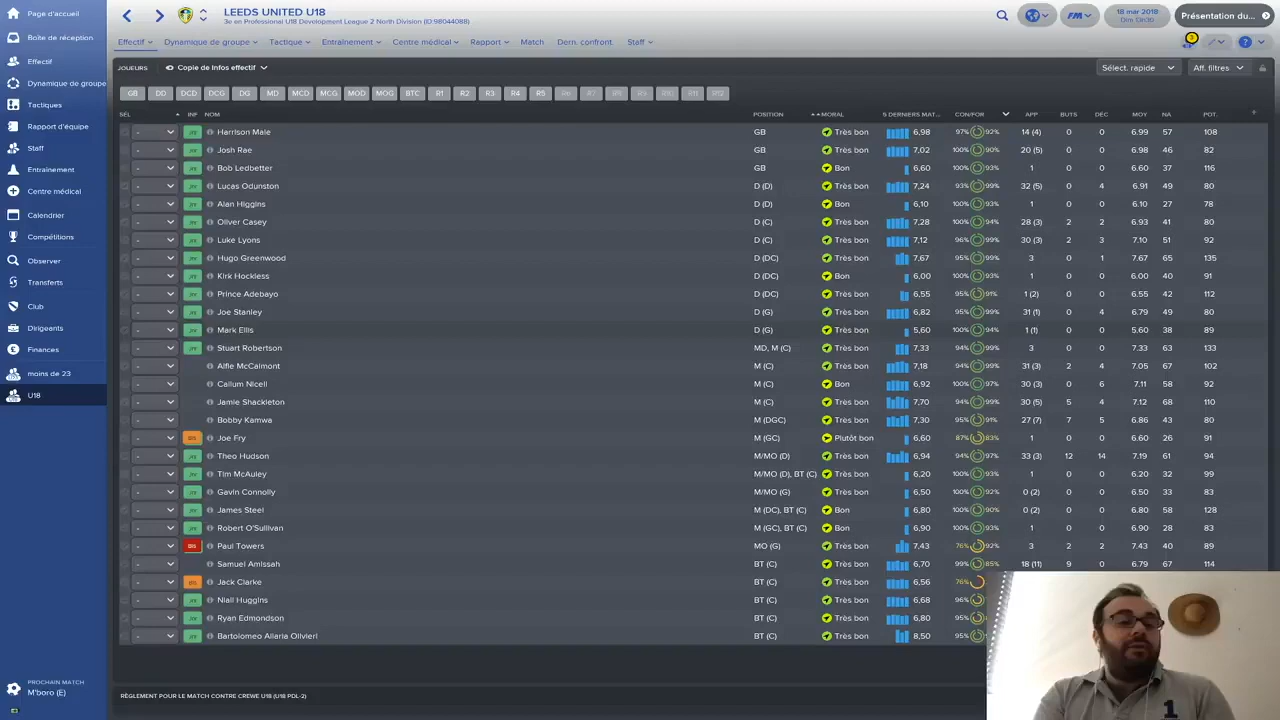 Page d'accueil
Boîte de réception
Effectif
Dynamique de groupe
Tactiques
Rapport d'équipe
Staff
Entraînement
Centre médical
Calendrier
Compétitions
Observer
Transferts
Club
Dirigeants
Finances
moins de 23
U18
PROCHAIN MATCH
M'boro (E)
LEEDS UNITED U18
3e en Professional U18 Development League 2 North Division (ID:98044088)
FM
18 mar 2018
Présentation du...
Effectif Dynamique de groupe Tactique Entraînement Centre médical Rapport Match Dern. confront. Staff
3 ?
JOUEURS Copie de Infos effectif Sélect. rapide Aff. filtres
GB DD DCD DCG DG MD MCD MCG MOD MOG BTC R1 R2 R3 R4 R5 R6 R7 R8 R9 R10 R11 R12
SÉL INF NOM POSITION MORAL 5 DERNIERS MAT... CON/FOR APP BUTS DÉC MOY NA POT.
- Harrison Male GB Très bon 6,98 97% 92% 14 (4) 0 0 6.99 57 108
- Josh Rae GB Très bon 7,02 100% 90% 20 (5) 0 0 6.98 46 82
- Bob Ledbetter GB Bon 6,60 100% 93% 1 0 0 6.60 37 116
- Lucas Odunston D (D) Très bon 7,24 93% 99% 32 (5) 0 4 6.91 49 80
- Alan Higgins D (D) Bon 6,10 100% 93% 1 0 0 6.10 27 78
- Oliver Casey D (C) Très bon 7,28 100% 94% 28 (3) 2 2 6.93 41 80
- Luke Lyons D (C) Très bon 7,12 96% 99% 30 (3) 2 3 7.10 51 92
- Hugo Greenwood D (DC) Très bon 7,67 95% 99% 3 0 1 7.67 65 135
- Kirk Hockless D (DC) Bon 6,00 100% 93% 1 0 0 6.00 40 91
- Prince Adebayo D (DC) Très bon 6,55 95% 91% 1 (2) 0 0 6.55 42 112
- Joe Stanley D (G) Très bon 6,82 95% 99% 31 (1) 0 4 6.79 49 80
- Mark Ellis D (G) Très bon 5,60 100% 94% 1 (1) 0 0 5.60 38 89
- Stuart Robertson MD, M (C) Très bon 7,33 94% 99% 3 0 0 7.33 63 133
- Alfie McCalmont M (C) Très bon 7,18 94% 99% 31 (3) 2 4 7.05 67 102
- Callum Nicell M (C) Bon 6,92 100% 97% 30 (3) 0 6 7.11 58 92
- Jamie Shackleton M (C) Très bon 7,70 94% 99% 30 (5) 5 4 7.12 68 110
- Bobby Kamwa M (DGC) Très bon 7,30 95% 91% 27 (7) 7 5 6.86 43 80
- Joe Fry M (GC) Plutôt bon 6,60 87% 83% 1 0 0 6.60 26 91
- Theo Hudson M/MO (D) Très bon 6,94 94% 97% 33 (3) 12 14 7.19 61 94
- Tim McAuley M/MO (D), BT (C) Très bon 6,20 100% 93% 1 0 0 6.20 32 99
- Gavin Connolly M/MO (G) Très bon 6,50 100% 92% 0 (2) 0 0 6.50 33 83
- James Steel M (DC), BT (C) Bon 6,80 100% 90% 0 (2) 0 0 6.80 58 128
- Robert O'Sullivan M (GC), BT (C) Bon 6,90 100% 93% 1 0 0 6.90 28 83
- Paul Towers MO (G) Très bon 7,43 76% 92% 3 2 2 7.43 40 89
- Samuel Amissah BT (C) Très bon 6,70 99% 85% 18 (11) 9 0 6.79 67 114
- Jack Clarke BT (C) Très bon 6,56 76%
- Niall Huggins BT (C) Très bon 6,68 96%
- Ryan Edmondson BT (C) Très bon 6,80 95%
- Bartolomeo Allaria Olivieri BT (C) Très bon 8,50 95%
RÈGLEMENT POUR LE MATCH CONTRE CREWE U18 (U18 PDL-2)
1